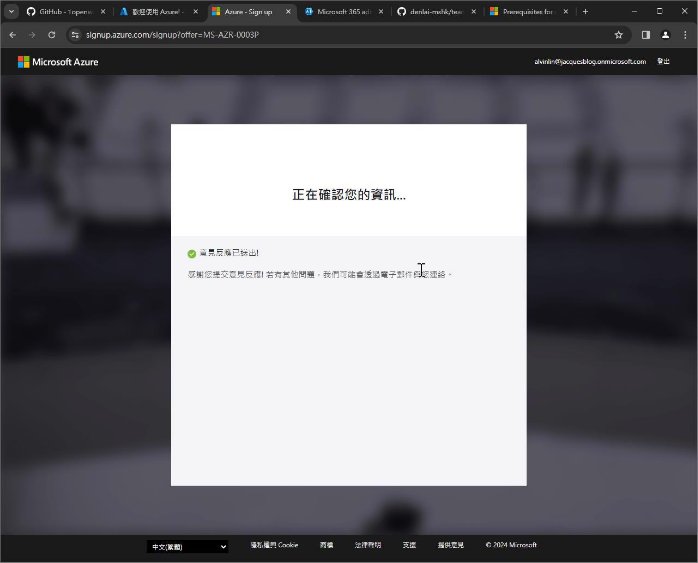 GitHub - 1openw
歡迎使用 Azure! -
Azure - Sign up
Microsoft 365 adm
denlai-mshk/tea
Prerequisites for
signup.azure.com/signup?offer=MS-AZR-0003P
Microsoft Azure
alvinlin@jacquesblog.onmicrosoft.com 登出
正在確認您的資訊...
意見反應已送出!
感謝您提交意見反應! 若有其他問題，我們可能會透過電子郵件與您連絡。
中文(繁體) 隱私權與 Cookie 商標 法律聲明 支援 提供意見 © 2024 Microsoft